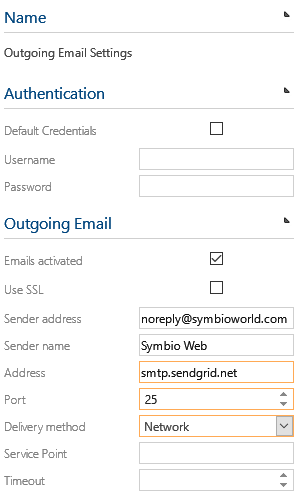 Name
Outgoing Email Settings
Authentication
Default Credentials
Username
Password
Outgoing Email
Emails activated
Use SSL
Sender address noreply@symbioworld.com
Sender name Symbio Web
Address smtp.sendgrid.net
Port 25
Delivery method Network
Service Point
Timeout